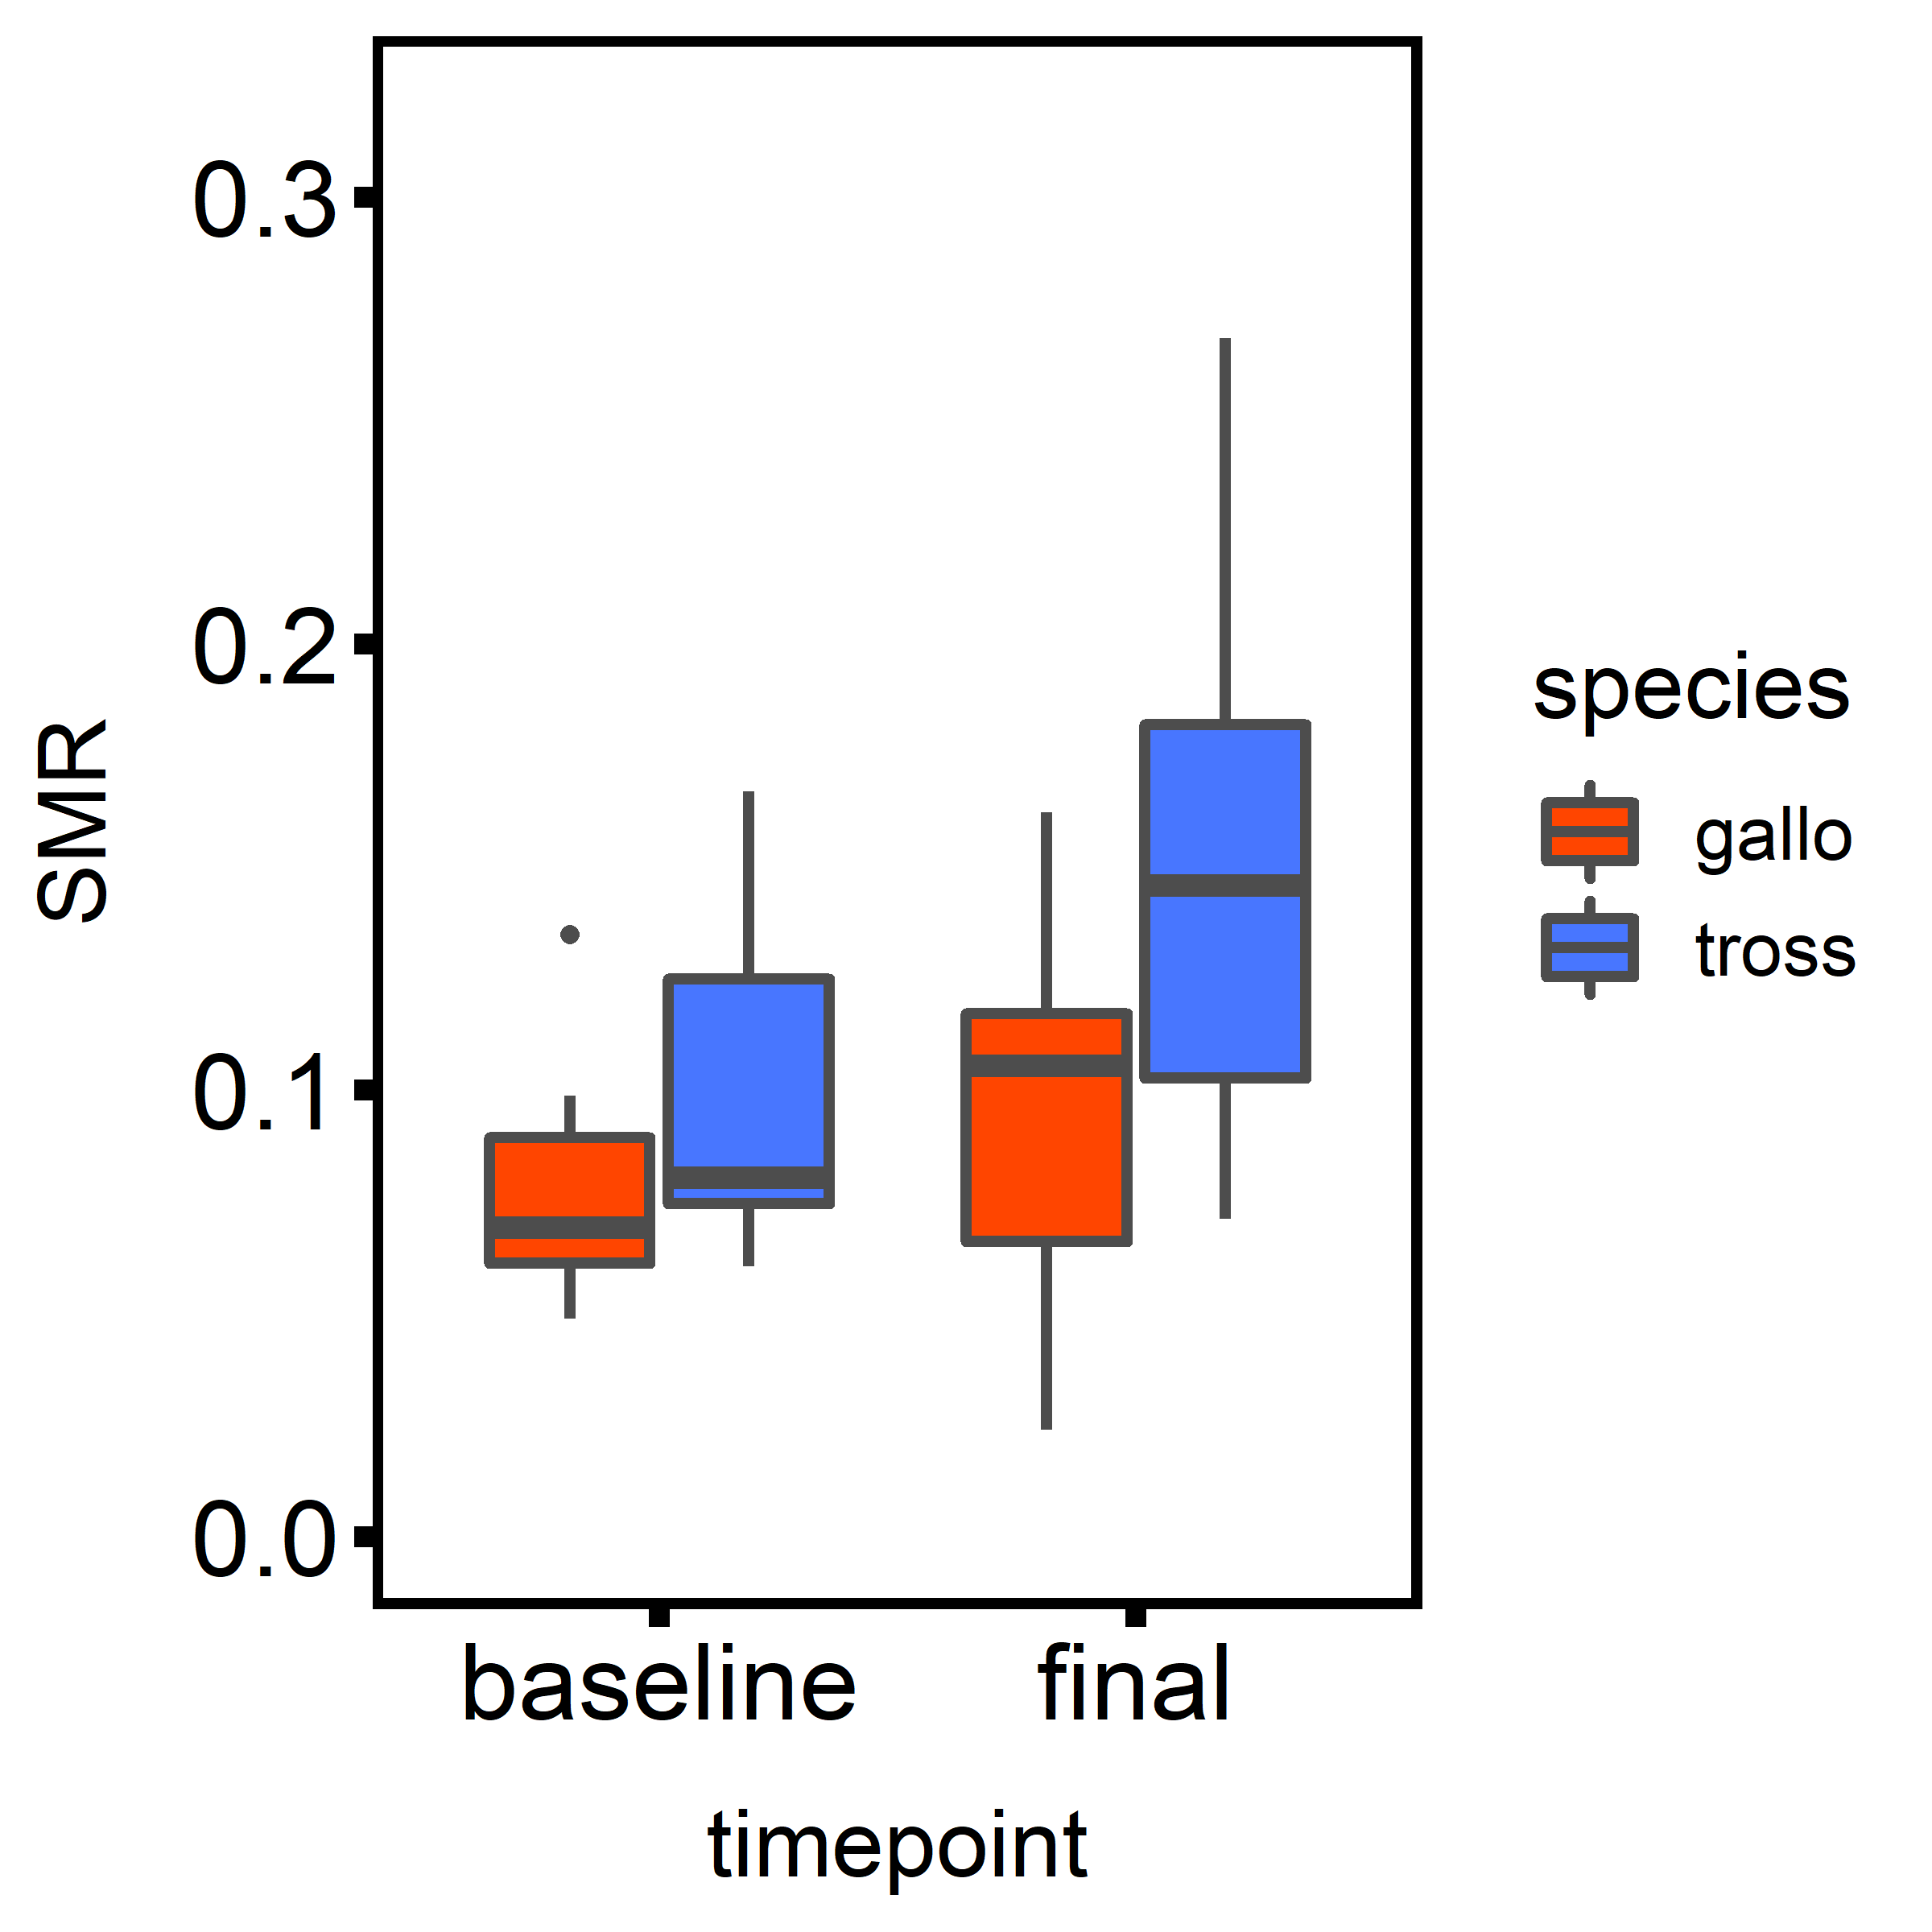 SMR
0.3
0.2
0.1
0.0
baseline final
timepoint
species
gallo
tross